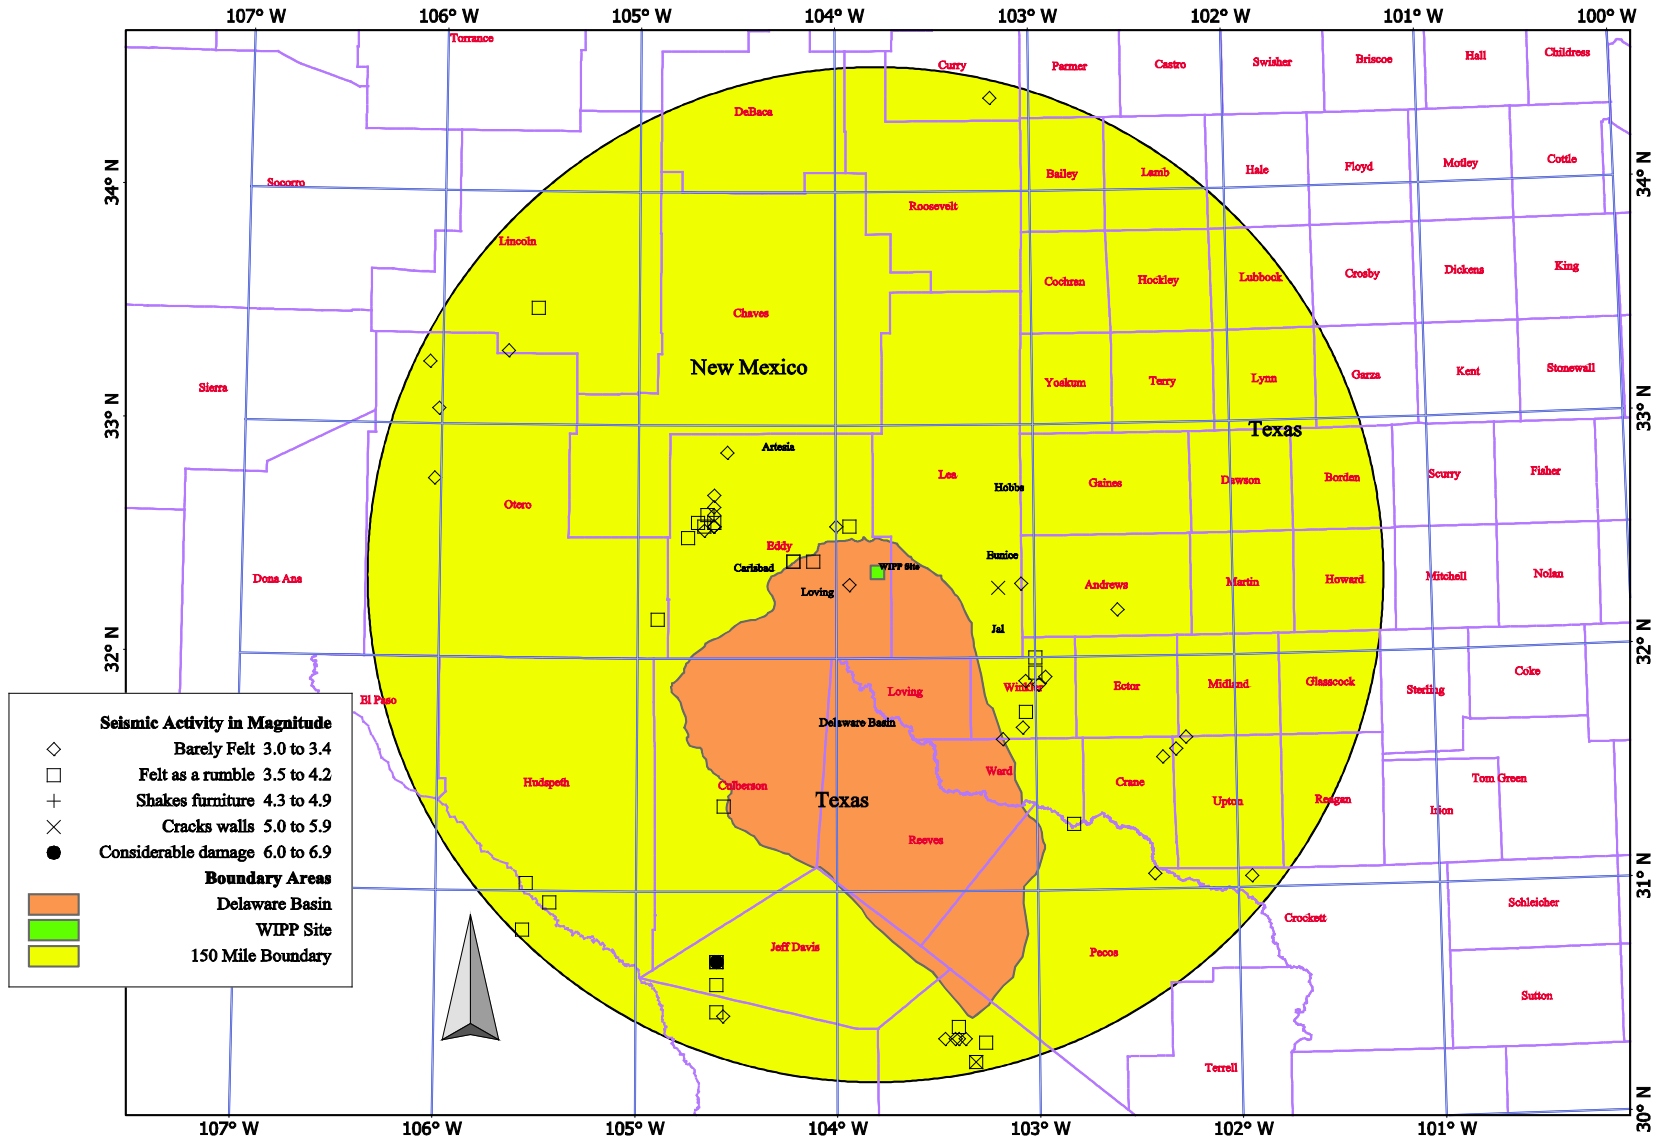 107° W 106° W 105° W 104° W 103° W 102° W 101° W 100° W
Torrance
Curry Parmer Castro Swisher Briscoe Hall Childress
DeBaca
34° N 34° N
Socorro Bailey Lamb Hale Floyd Motley Cottle
Roosevelt
Lincoln
Cochran Hockley Lubbock Crosby Dickens King
Chaves
New Mexico
Sierra Yoakum Terry Lynn Garza Kent Stonewall
33° N 33° N
Texas
Artesia
Otero Lea Hobbs Gaines Dawson Borden Scurry Fisher
Eddy
Carlsbad WIPP Site Eunice
Dona Ana Loving Andrews Martin Howard Mitchell Nolan
Jal
32° N 32° N
El Paso Loving Winkler Ector Midland Glasscock Sterling Coke
Delaware Basin
Hudspeth Culberson Ward Crane Upton Reagan Irion Tom Green
Texas
Reeves
31° N
Jeff Davis Pecos Crockett Schleicher
Sutton
Terrell
30° N
Seismic Activity in Magnitude
Barely Felt 3.0 to 3.4
Felt as a rumble 3.5 to 4.2
Shakes furniture 4.3 to 4.9
Cracks walls 5.0 to 5.9
Considerable damage 6.0 to 6.9
Boundary Areas
Delaware Basin
WIPP Site
150 Mile Boundary
107° W 106° W 105° W 104° W 103° W 102° W 101° W